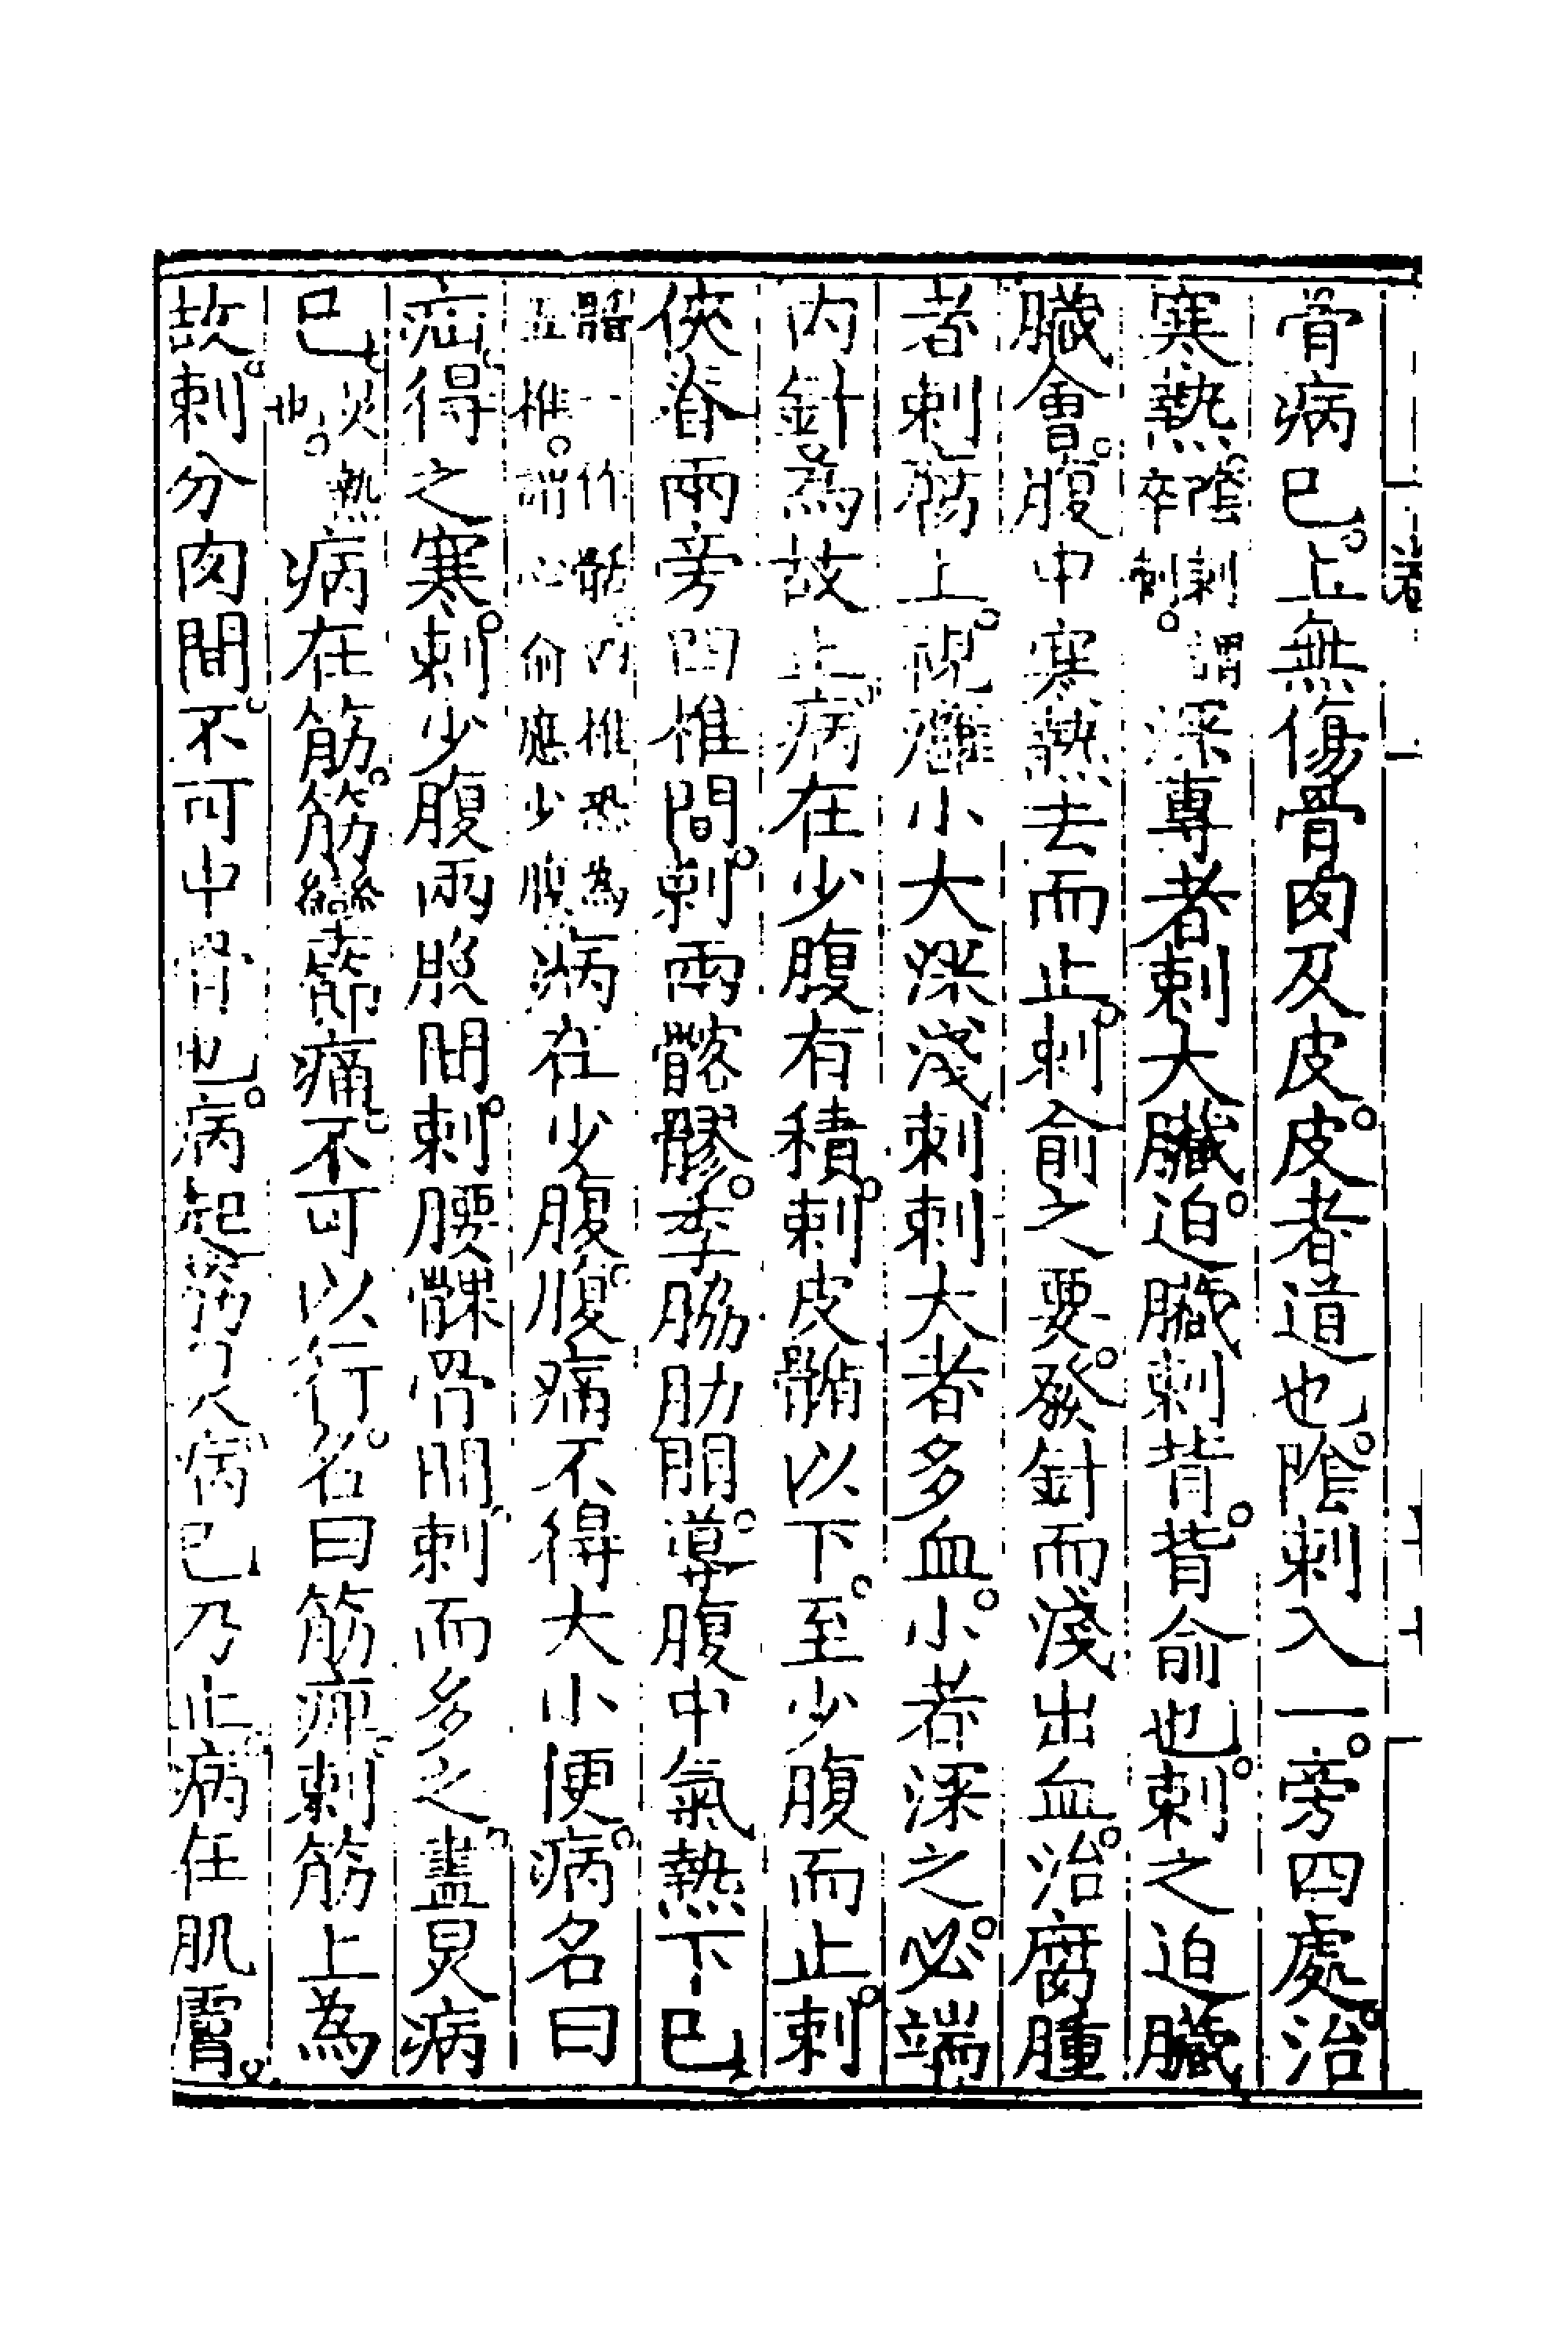 骨病已。止無傷骨肉及皮。皮者道也。陰刺入一。旁四處。治
寒熱陰刺謂卒刺。深專者刺大臟。迫臟刺背。背俞也。刺之迫臟
臟會。腹中寒熱去而止。刺俞之要。發針而淺出血。治腐腫
者刺腐上。視癰小大深淺刺。刺大者多血。小者深之。必端
內針為故止。病在少腹有積。刺皮䯏以下。至少腹而止。刺
俠脊兩旁四椎間。刺兩髂髎。季脇肋間。導腹中氣熱下已。
䯏一作骺。四椎恐為五椎。謂心俞應少腹。病在少腹。腹痛不得大小便。病名曰
疝。得之寒。刺少腹兩股間。刺腰髁骨間。刺而多之。盡炅病
已。炅熱也。病在筋。筋攣節痛。不可以行。名曰筋痹。刺筋上為
故。刺分肉間。不可中骨也。病起筋炅病已乃止。病在肌膚。
卷